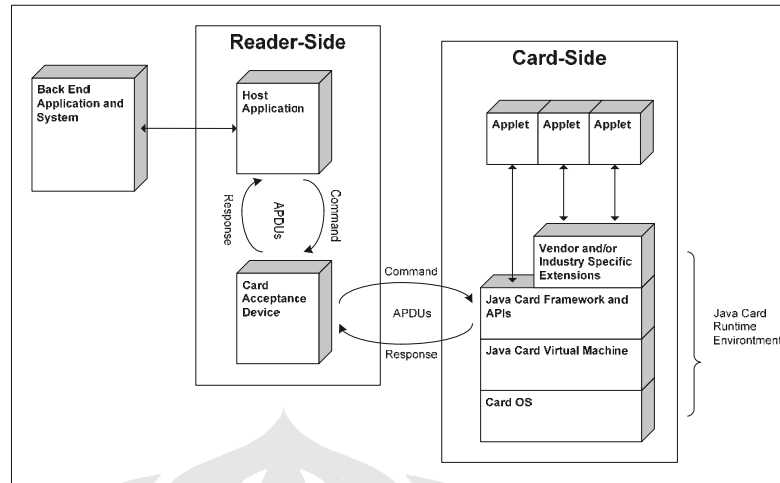 Reader-Side
Card-Side
Back End
Application and
System
Host
Application
Applet
Applet
Applet
Response
APDUs
Command
Vendor and/or
Industry Specific
Extensions
Card
Acceptance
Device
Command
APDUs
Response
Java Card Framework and
APIs
Java Card Virtual Machine
Card OS
Java Card
Runtime
Environtment